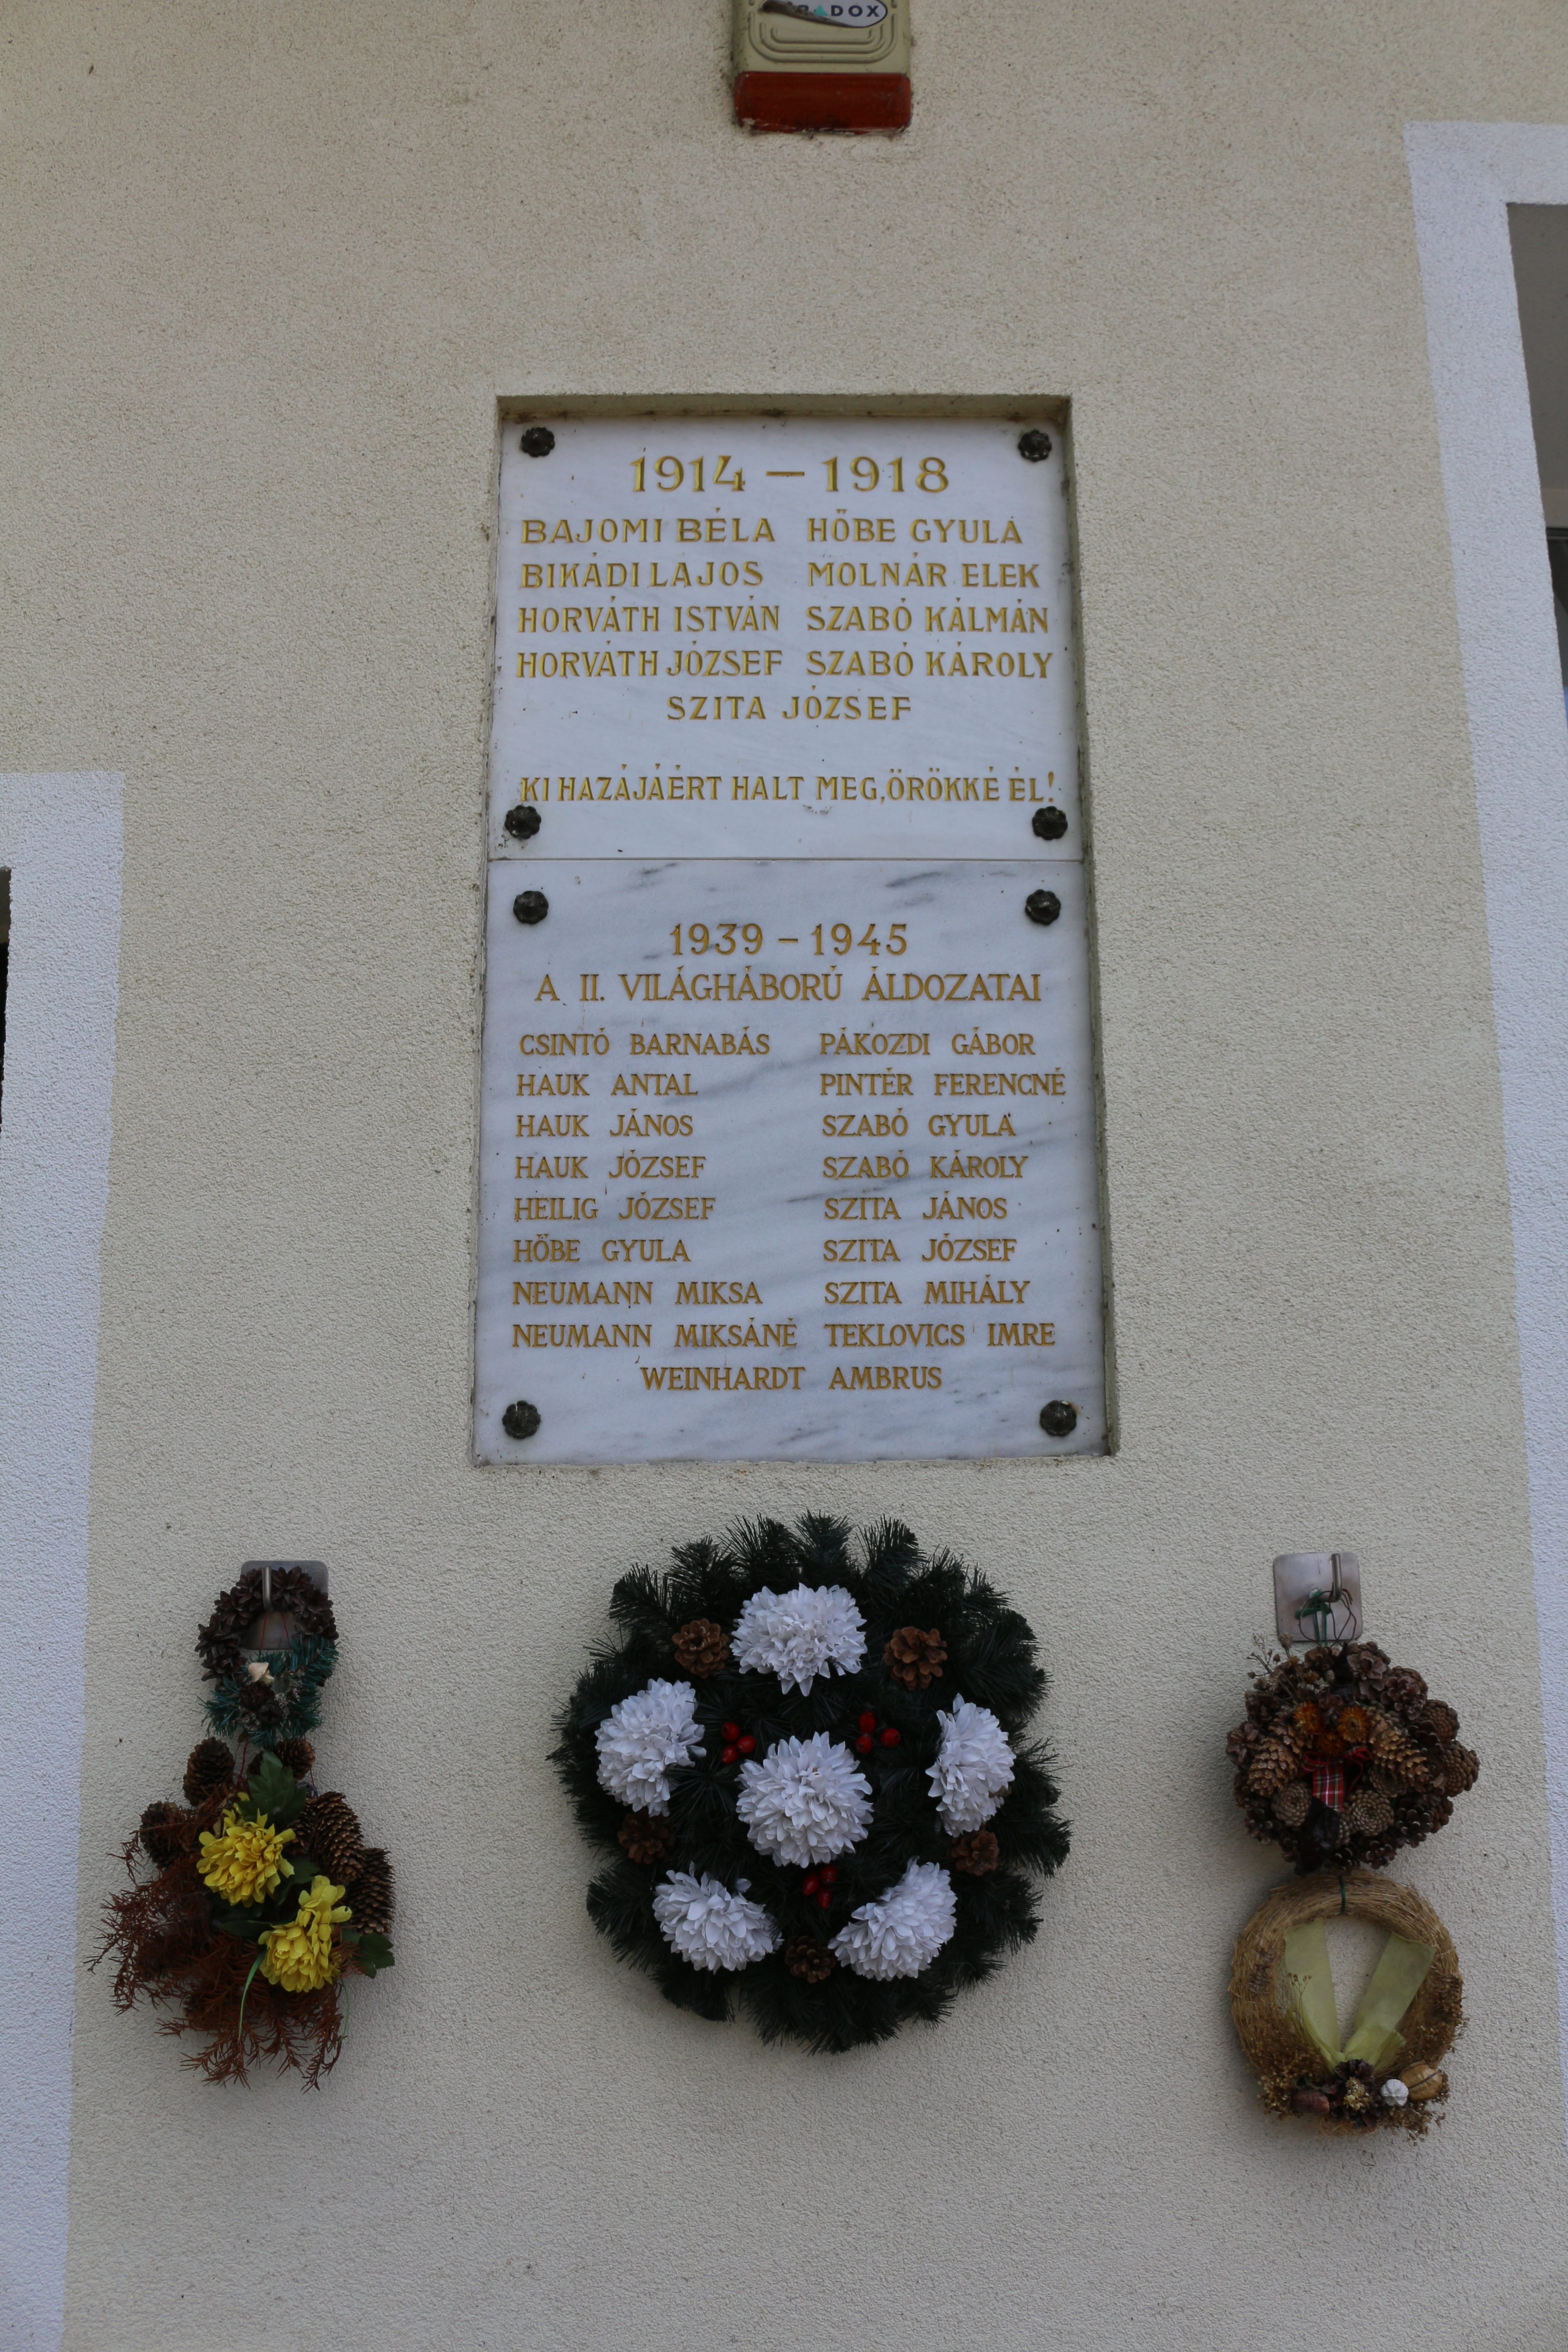 RADOX
1914 – 1918
BAJOMI BÉLA HŐBE GYULA
BIKÁDI LAJOS MOLNÁR ELEK
HORVÁTH ISTVÁN SZABÓ KÁLMÁN
HORVÁTH JÓZSEF SZABÓ KÁROLY
SZITA JÓZSEF
KI HAZÁJÁÉRT HALT MEG, ÖRÖKKÉ ÉL!
1939 – 1945
A II. VILÁGHÁBORÚ ÁLDOZATAI
CSINTÓ BARNABÁS PÁKOZDI GÁBOR
HAUK ANTAL PINTÉR FERENCNÉ
HAUK JÁNOS SZABÓ GYULA
HAUK JÓZSEF SZABÓ KÁROLY
HEILIG JÓZSEF SZITA JÁNOS
HŐBE GYULA SZITA JÓZSEF
NEUMANN MIKSA SZITA MIHÁLY
NEUMANN MIKSÁNÉ TEKLOVICS IMRE
WEINHARDT AMBRUS